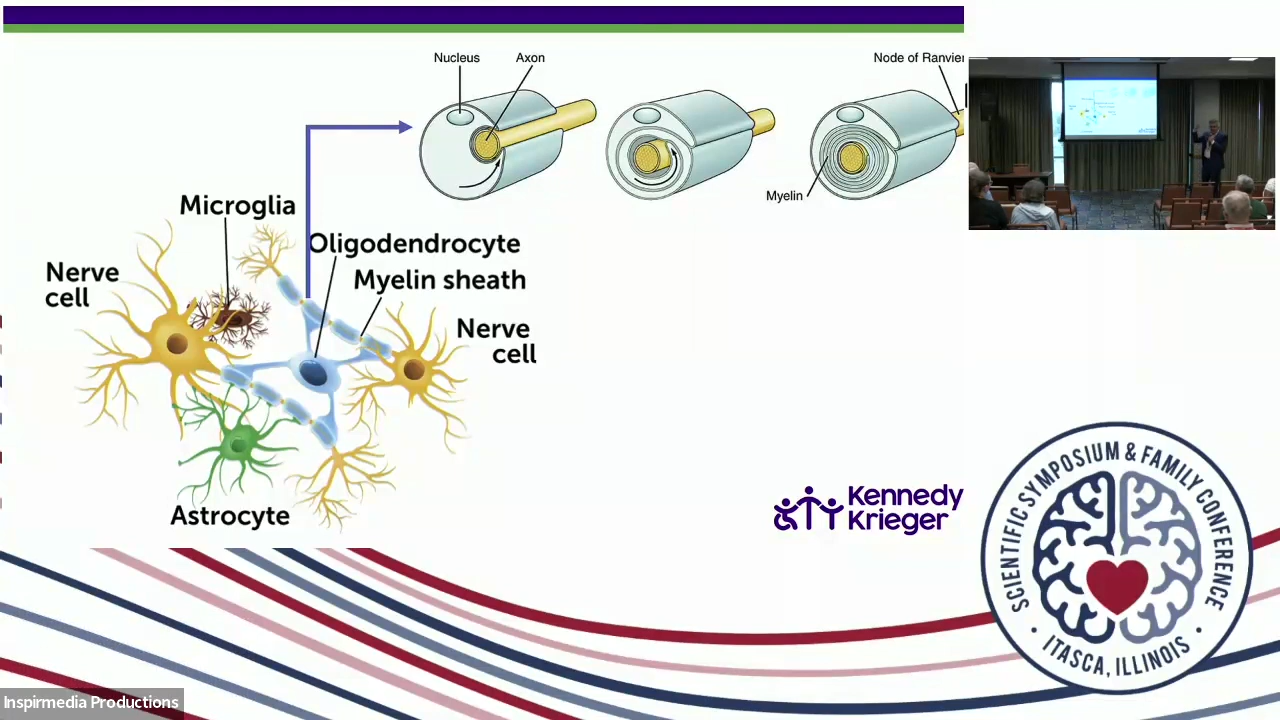 Nucleus
Axon
Node of Ranvier
Myelin
Microglia
Oligodendrocyte
Myelin sheath
Nerve
cell
Nerve
cell
Astrocyte
Kennedy
Krieger
SCIENTIFIC SYMPOSIUM & FAMILY CONFERENCE
• ITASCA, ILLINOIS •
Inspirmedia Productions